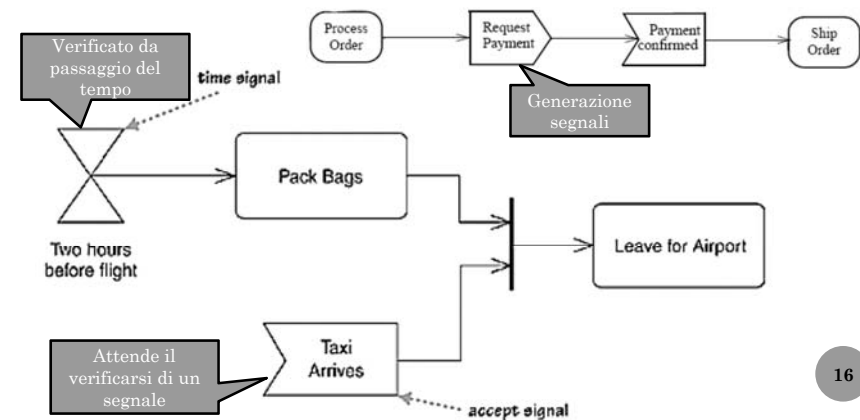 Verificato da
passaggio del
tempo
time signal
Process
Order
Request
Payment
Payment
confirmed
Ship
Order
Generazione
segnali
Pack Bags
Two hours
before flight
Leave for Airport
Taxi
Arrives
Attende il
verificarsi di un
segnale
accept signal
16